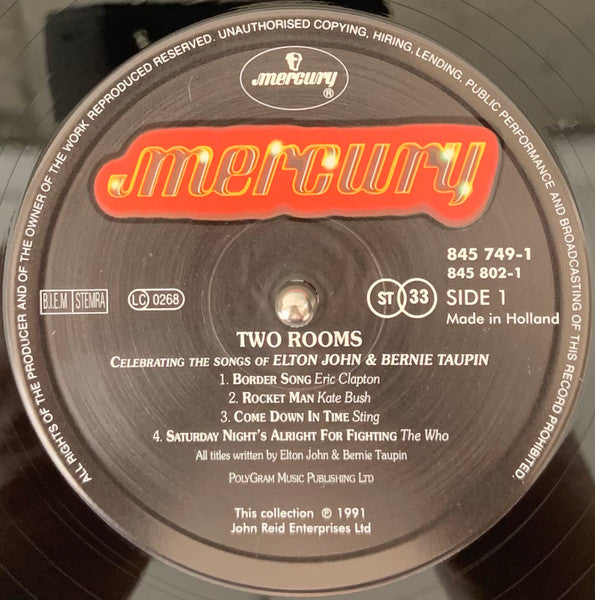 ALL RIGHTS OF THE PRODUCER AND OF THE OWNER OF THE WORK REPRODUCED RESERVED. UNAUTHORISED COPYING, HIRING, LENDING, PUBLIC PERFORMANCE AND BROADCASTING OF THIS RECORD PROHIBITED.
mercury
®
mercury
845 749-1
845 802-1
B.I.E.M STEMRA
LC 0268
ST 33 SIDE 1
Made in Holland
TWO ROOMS
CELEBRATING THE SONGS OF ELTON JOHN & BERNIE TAUPIN
1. BORDER SONG Eric Clapton
2. ROCKET MAN Kate Bush
3. COME DOWN IN TIME Sting
4. SATURDAY NIGHT'S ALRIGHT FOR FIGHTING The Who
All titles written by Elton John & Bernie Taupin
POLYGRAM MUSIC PUBLISHING LTD
This collection ℗ 1991
John Reid Enterprises Ltd